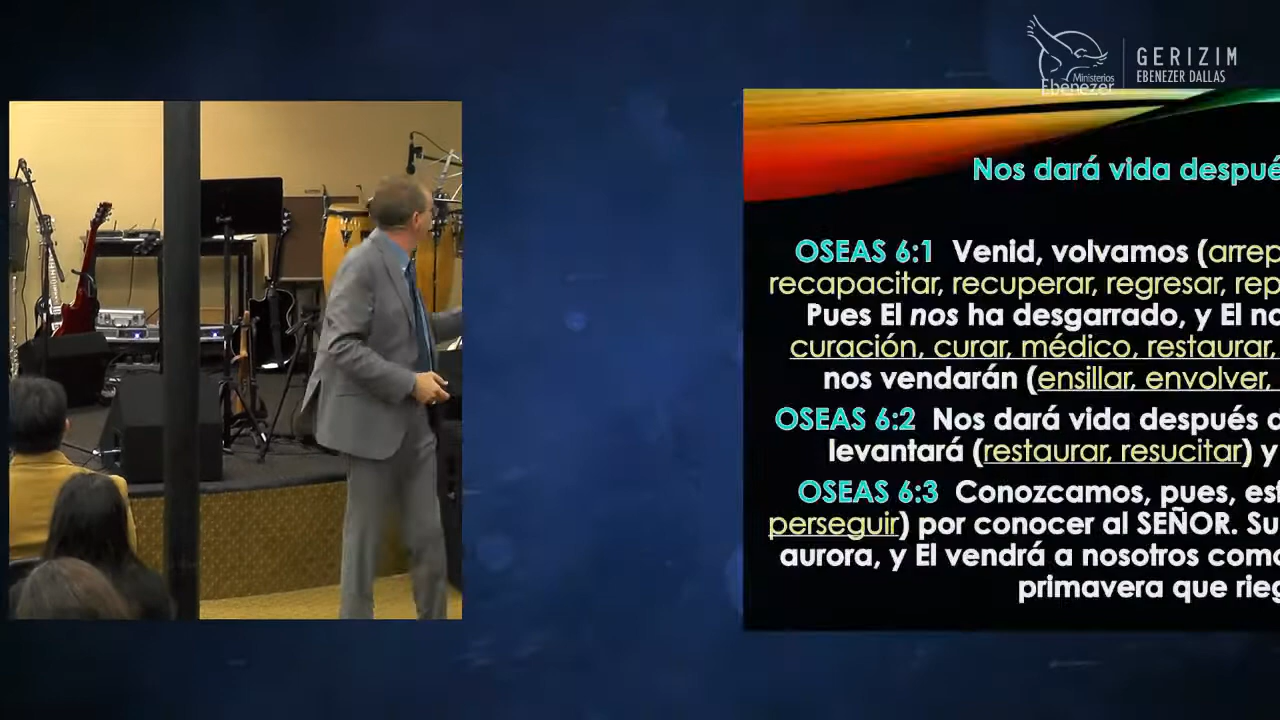 Ministerios
Ebenezer
GERIZIM
EBENEZER DALLAS
Nos dará vida despué
OSEAS 6:1 Venid, volvamos (arrep
recapacitar, recuperar, regresar, rep
Pues El nos ha desgarrado, y El no
curación, curar, médico, restaurar,
nos vendarán (ensillar, envolver,
OSEAS 6:2 Nos dará vida después d
levantará (restaurar, resucitar) y
OSEAS 6:3 Conozcamos, pues, esf
perseguir) por conocer al SEÑOR. Su
aurora, y El vendrá a nosotros como
primavera que rieg